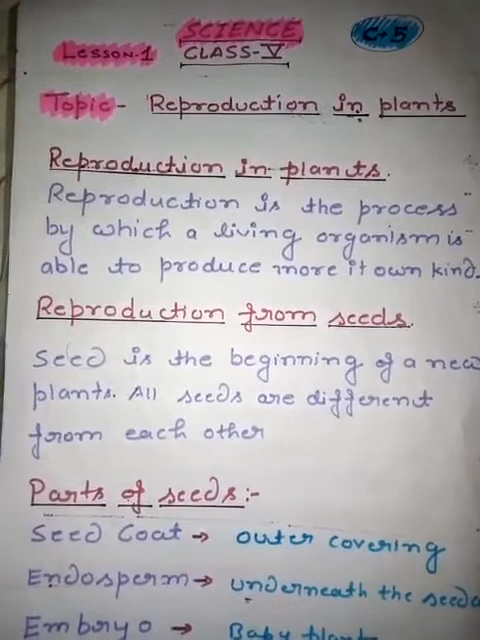 SCIENCE
C-5
Lesson-1 CLASS-V
Topic- Reproduction in plants
Reproduction in plants.
Reproduction is the process
by which a living organism is
able to produce more it own kind.
Reproduction from seeds.
Seed is the beginning of a new
plants. All seeds are different
from each other
Parts of seeds:-
Seed Coat → outer covering
Endosperm → underneath the seed
Embryo → Baby plant